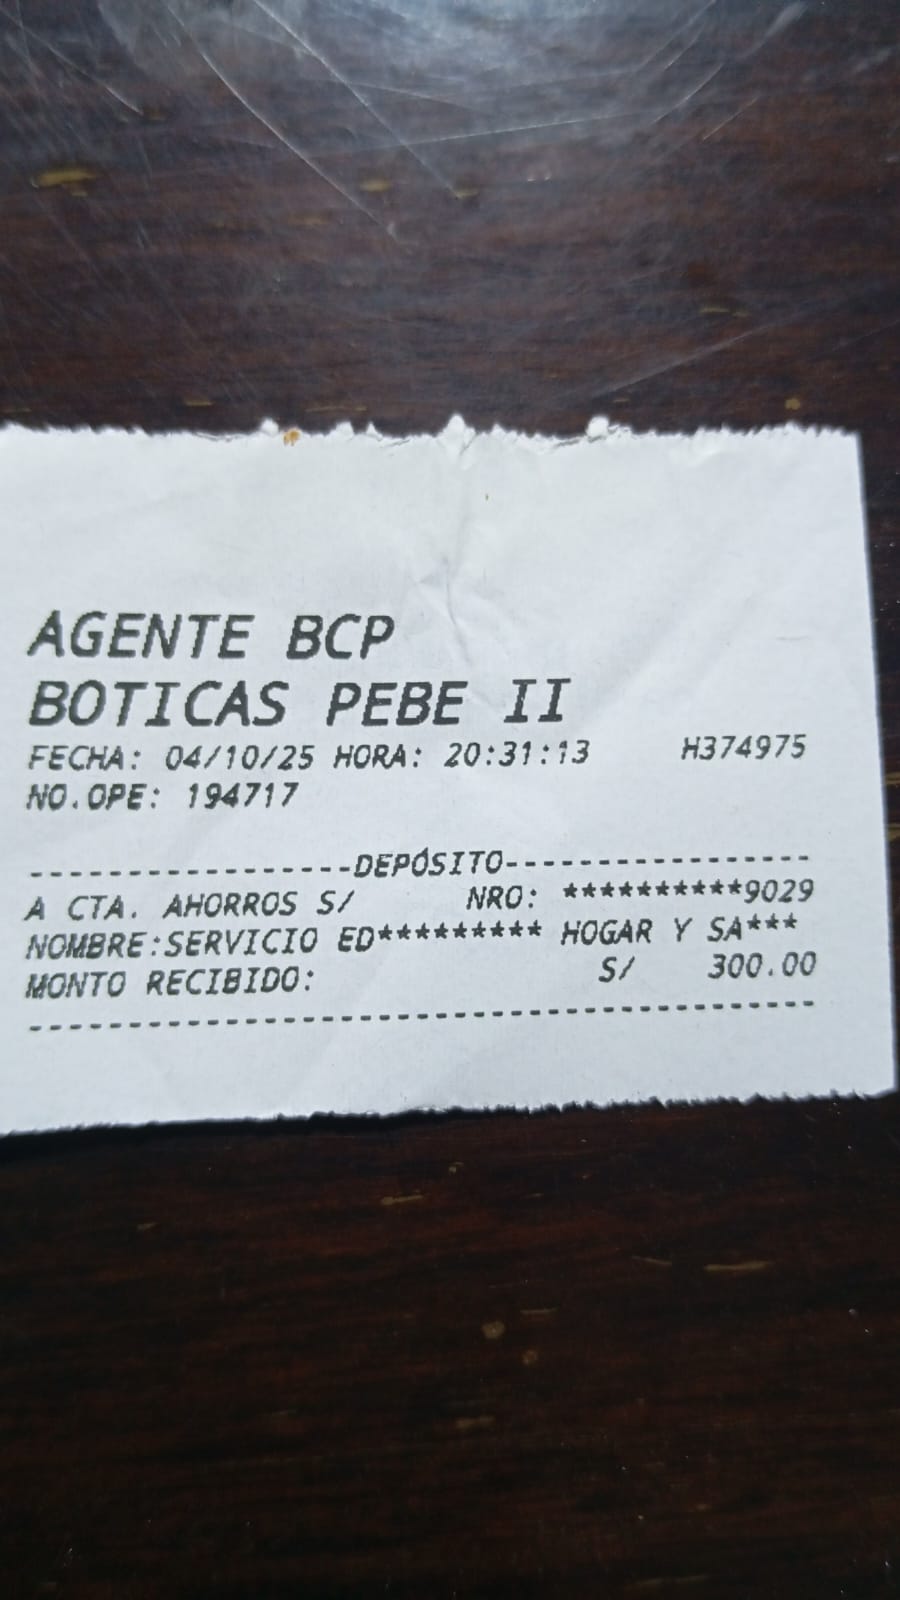 AGENTE BCP
BOTICAS PEBE II
FECHA: 04/10/25 HORA: 20:31:13 H374975
NO.OPE: 194717
-----------------DEPÓSITO-----------------
A CTA. AHORROS S/ NRO: **********9029
NOMBRE:SERVICIO ED********* HOGAR Y SA***
MONTO RECIBIDO: S/ 300.00
------------------------------------------